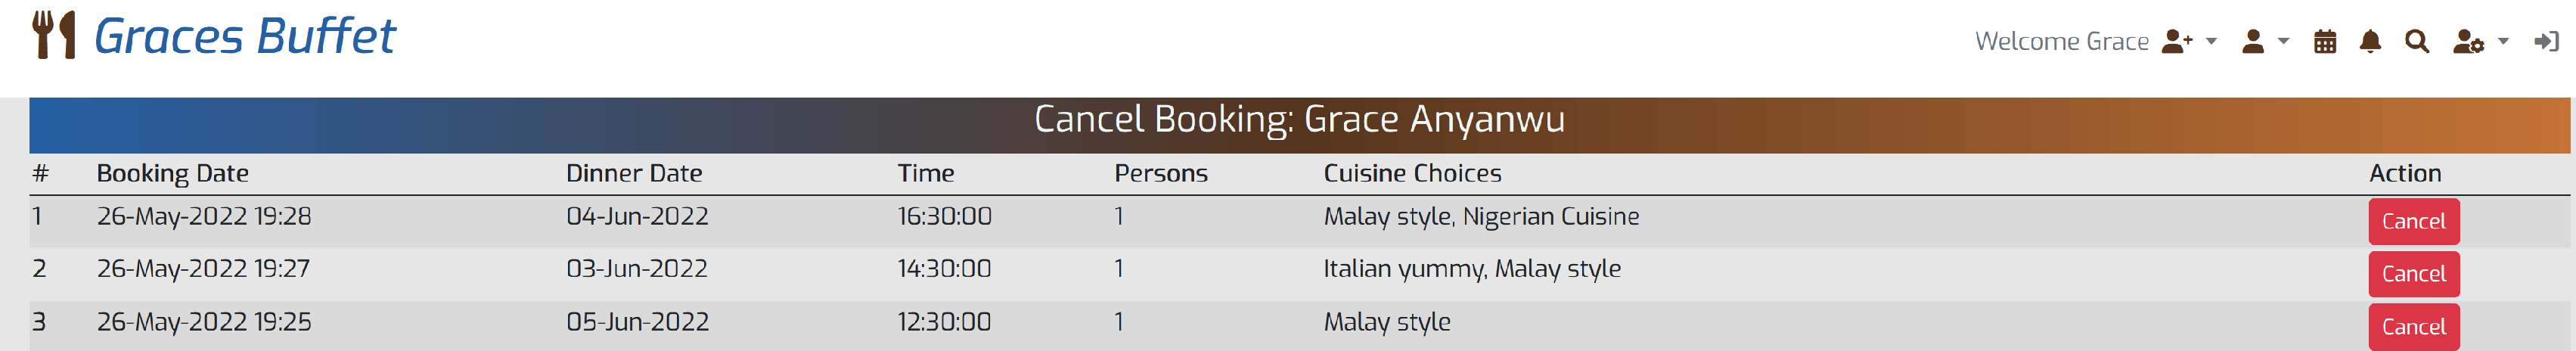 Graces Buffet
Welcome Grace
Cancel Booking: Grace Anyanwu
# Booking Date Dinner Date Time Persons Cuisine Choices Action
1 26-May-2022 19:28 04-Jun-2022 16:30:00 1 Malay style, Nigerian Cuisine Cancel
2 26-May-2022 19:27 03-Jun-2022 14:30:00 1 Italian yummy, Malay style Cancel
3 26-May-2022 19:25 05-Jun-2022 12:30:00 1 Malay style Cancel